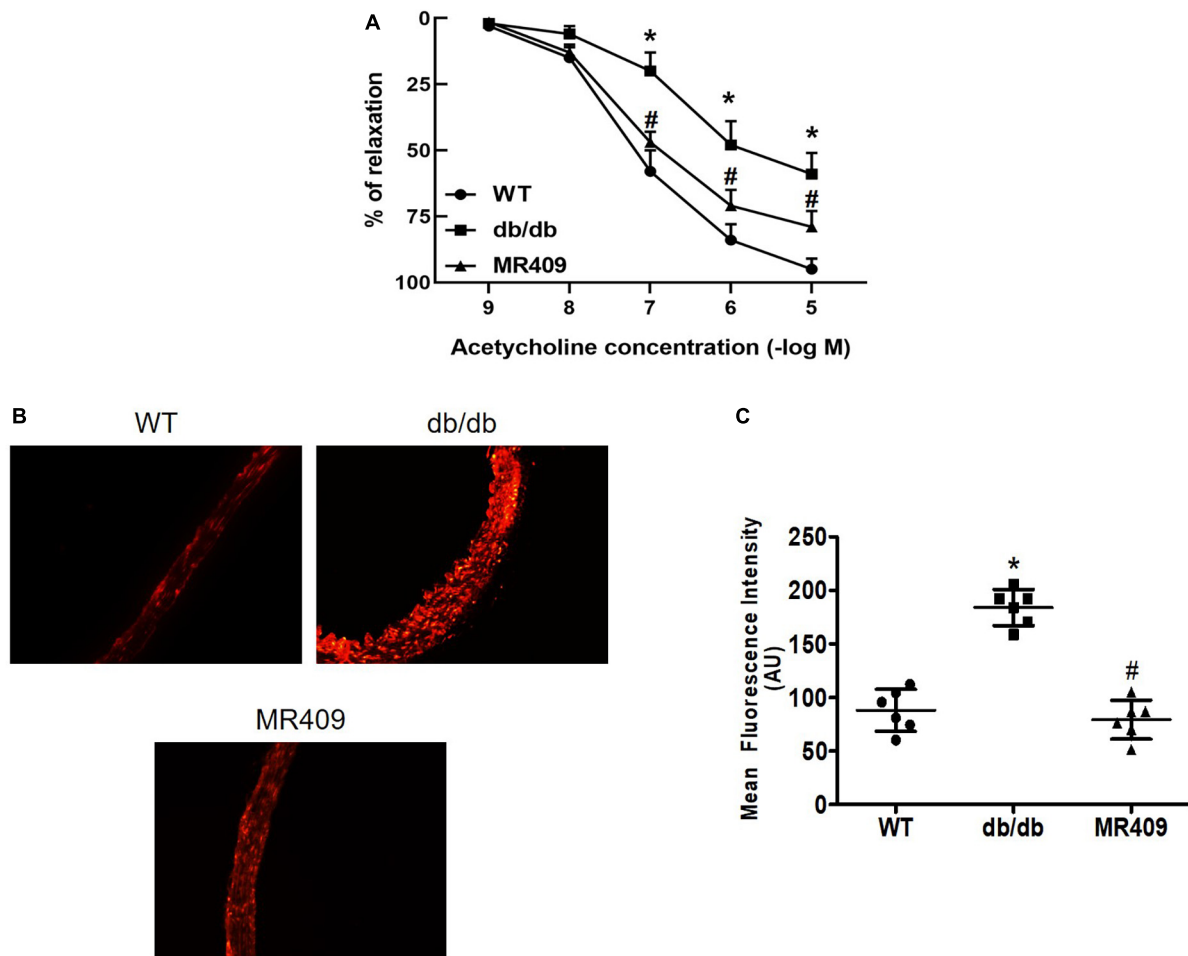 A
% of relaxation
0
25
50
75
100
*
*
*
#
#
#
WT
db/db
MR409
9 8 7 6 5
Acetycholine concentration (-log M)
B
WT
db/db
MR409
C
Mean Fluorescence Intensity
(AU)
250
200
150
100
50
0
*
#
WT db/db MR409